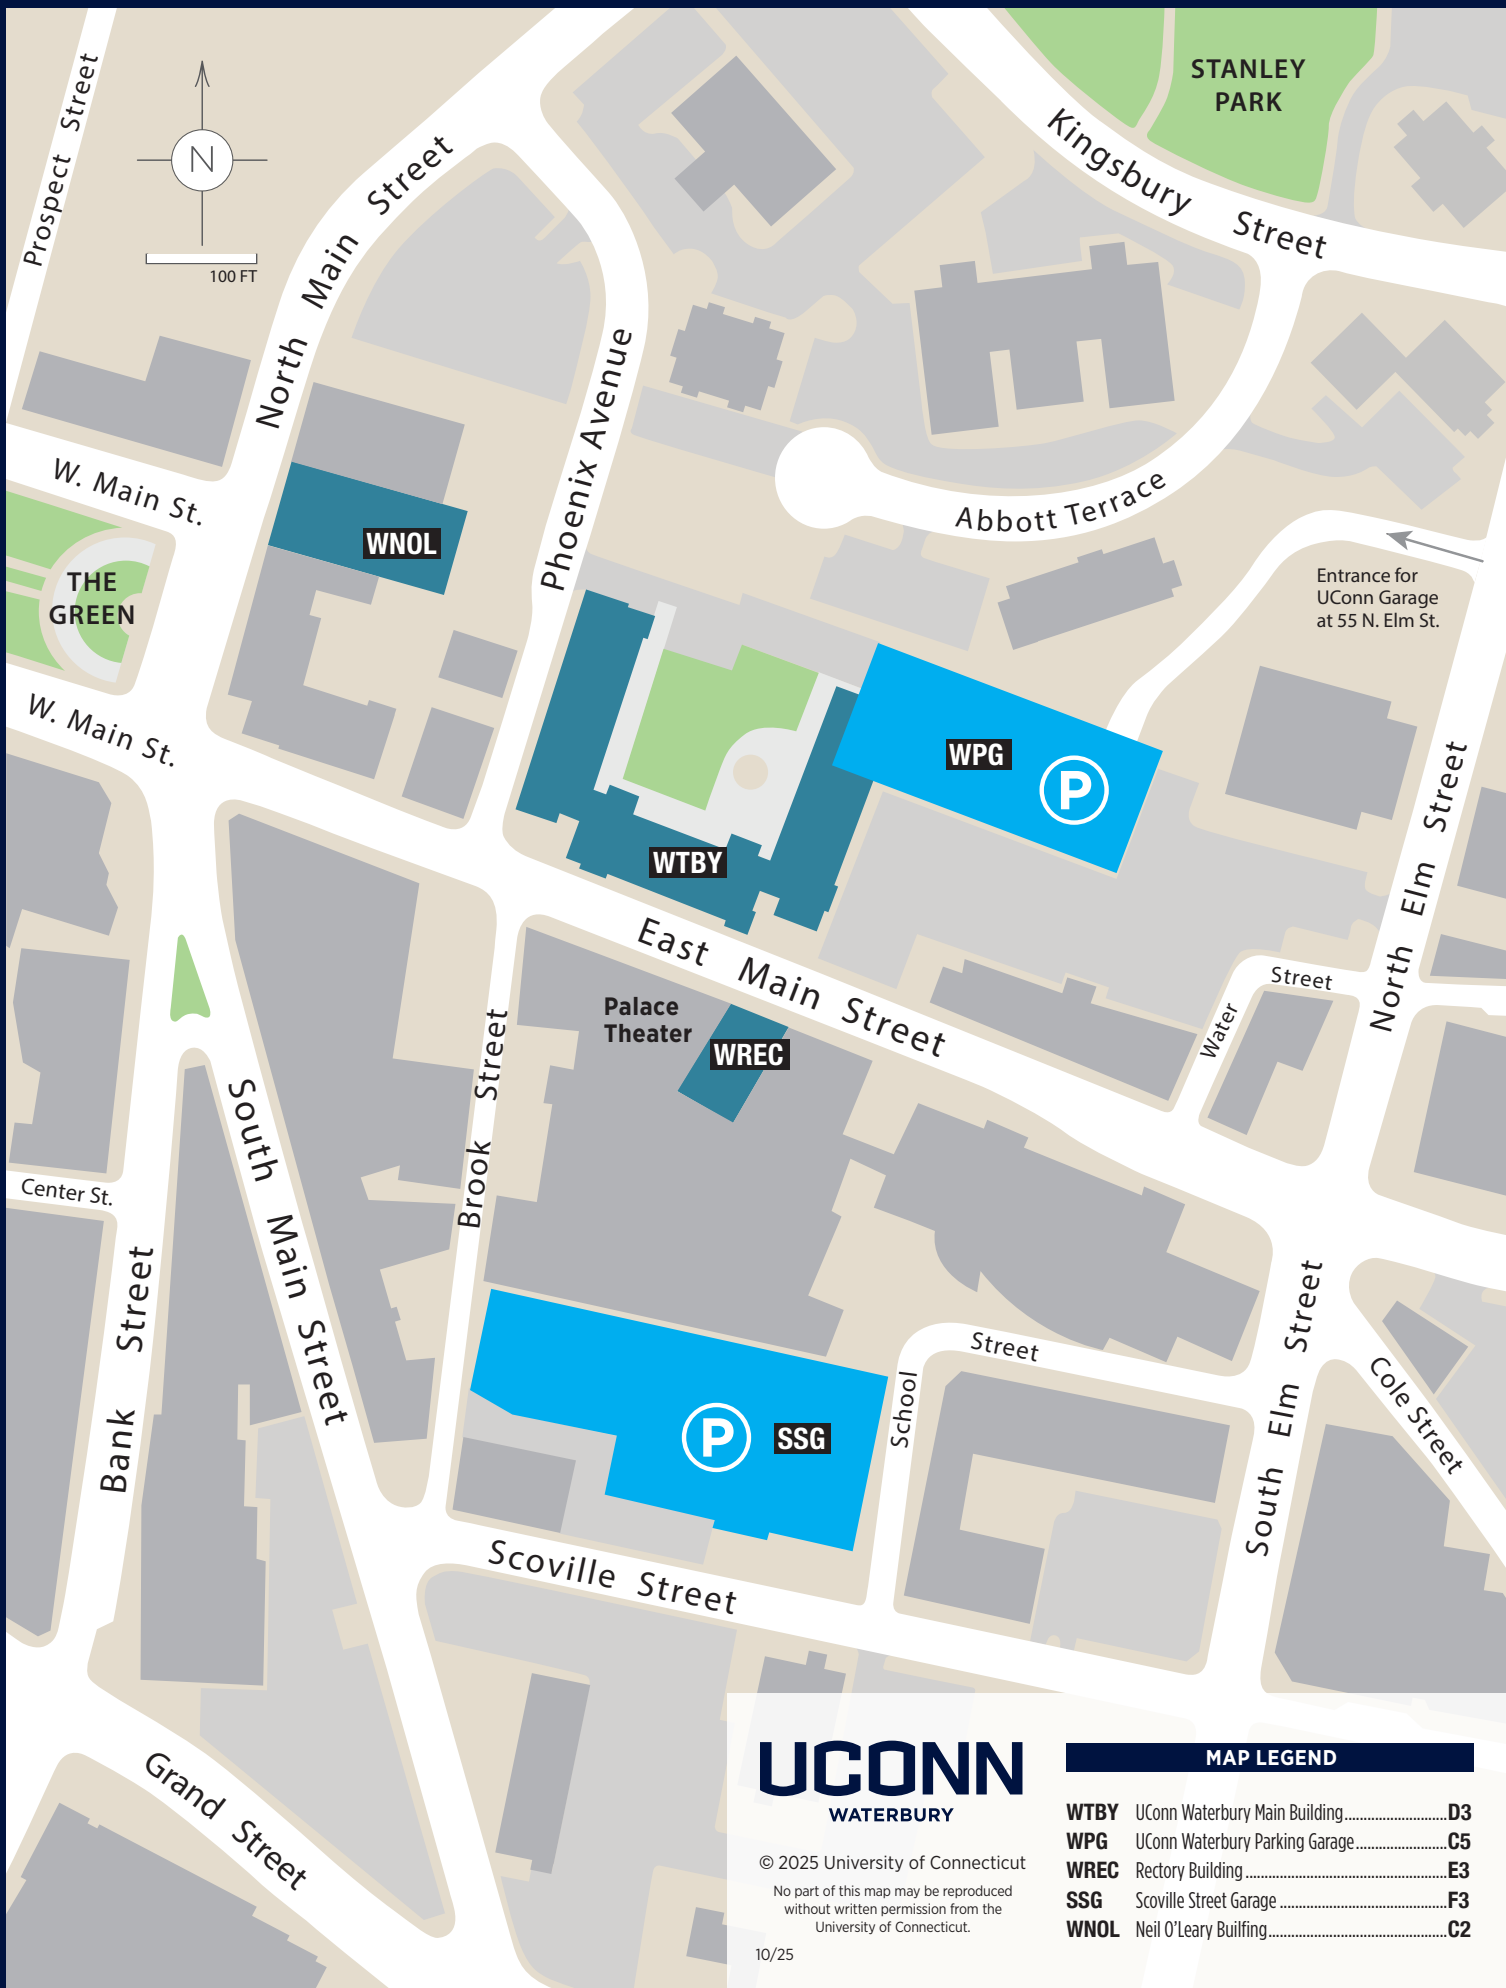 STANLEY
PARK
Prospect Street
N
100 FT
North Main Street
Kingsbury Street
Phoenix Avenue
W. Main St.
WNOL
Abbott Terrace
THE
GREEN
Entrance for
UConn Garage
at 55 N. Elm St.
W. Main St.
WPG
P
WTBY
North Elm Street
East Main Street
Water Street
Palace
Theater
WREC
Brook Street
South Main Street
Center St.
Bank Street
School Street
South Elm Street
Cole Street
P
SSG
Scoville Street
Grand Street
UCONN
WATERBURY
© 2025 University of Connecticut
No part of this map may be reproduced
without written permission from the
University of Connecticut.
10/25
MAP LEGEND
WTBY UConn Waterbury Main Building..........................D3
WPG UConn Waterbury Parking Garage........................C5
WREC Rectory Building.....................................................E3
SSG Scoville Street Garage............................................F3
WNOL Neil O'Leary Builfing...............................................C2